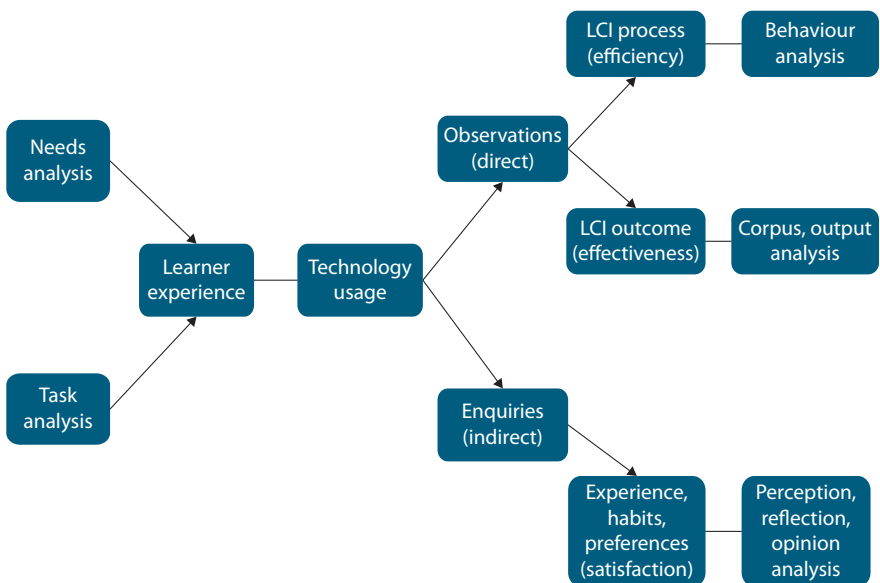 Needs
analysis
Task
analysis
Learner
experience
Technology
usage
Observations
(direct)
Enquiries
(indirect)
LCI process
(efficiency)
Behaviour
analysis
LCI outcome
(effectiveness)
Corpus, output
analysis
Experience,
habits,
preferences
(satisfaction)
Perception,
reflection,
opinion
analysis